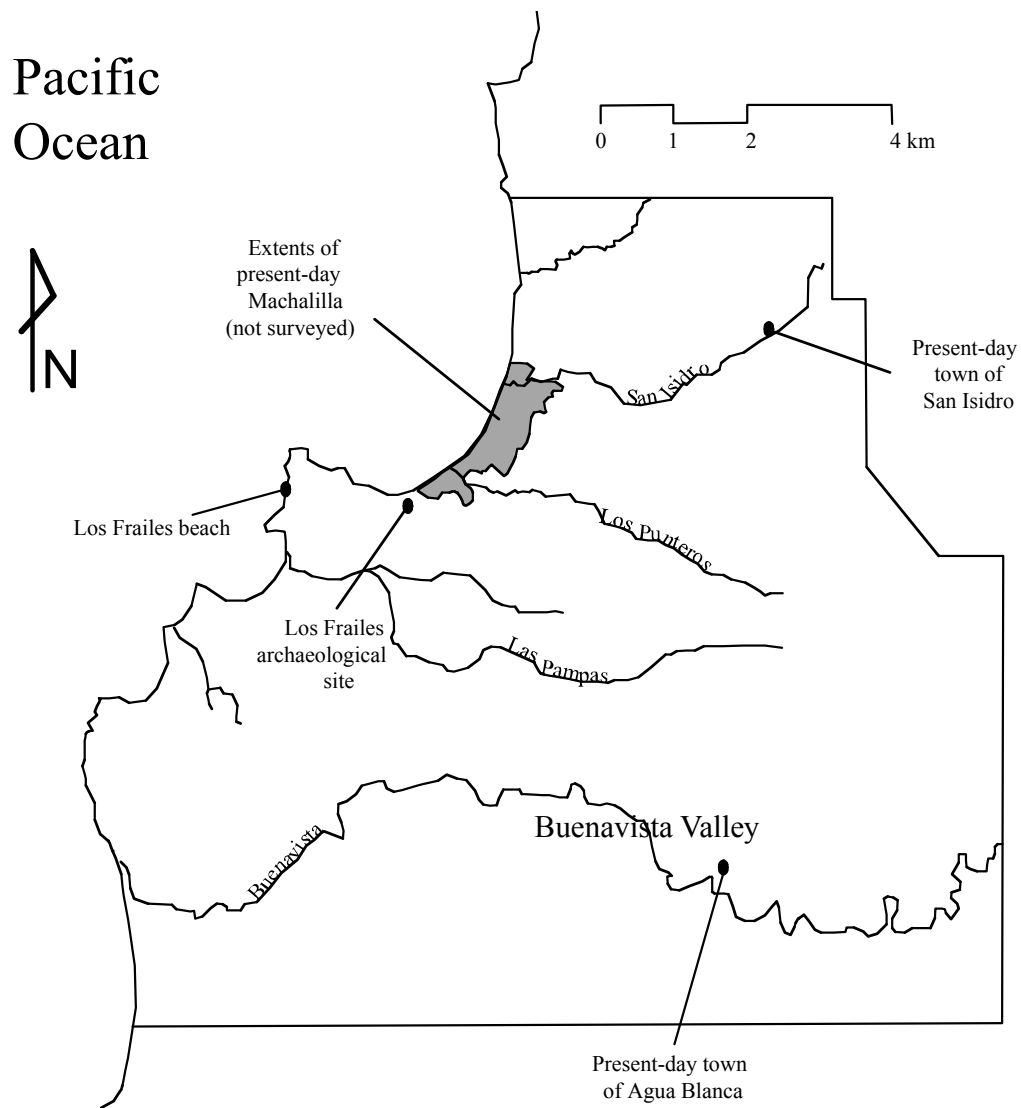 Pacific
Ocean
0 1 2 4 km
Extents of
present-day
Machalilla
(not surveyed)
N
Present-day
town of
San Isidro
San Isidro
Los Frailes beach
Los Punteros
Los Frailes
archaeological
site
Las Pampas
Buenavista Valley
Buenavista
Present-day town
of Agua Blanca